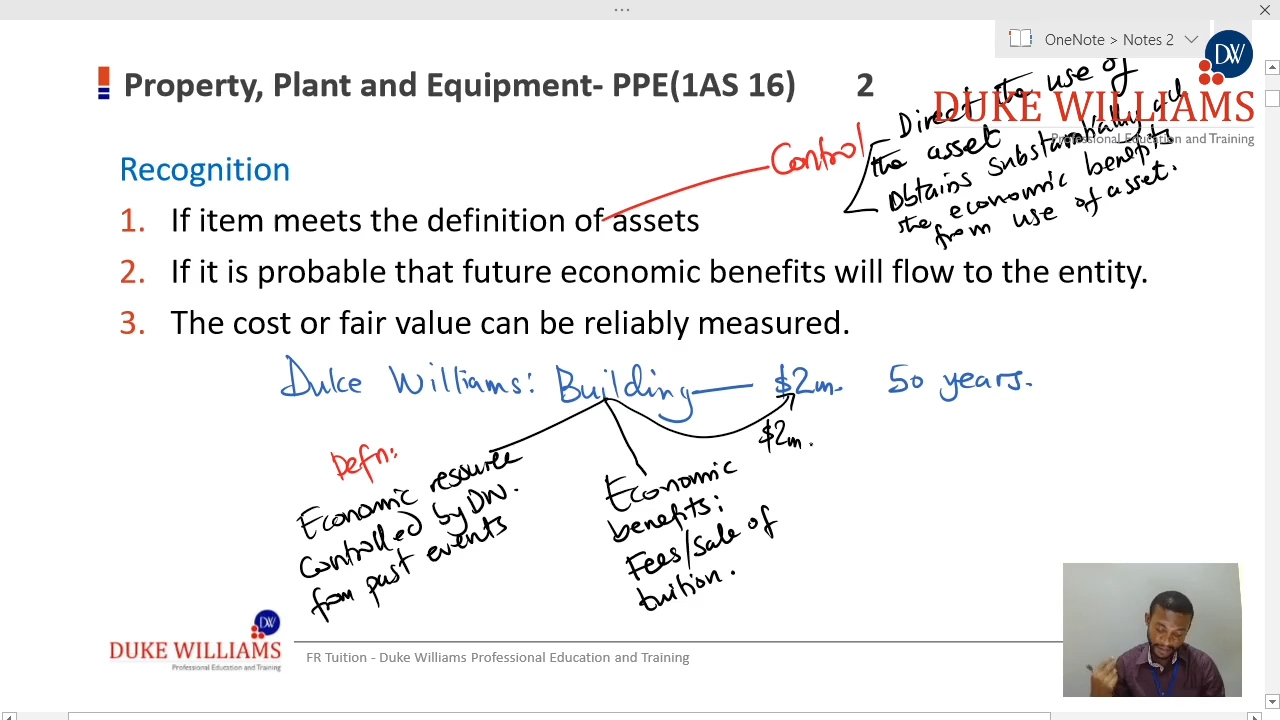 OneNote > Notes 2
DW
Property, Plant and Equipment- PPE(1AS 16) 2
DUKE WILLIAMS
Professional Education and Training
Direct the use of
the asset
Obtains substantially all
the economic benefits
from use of asset.
Control
Recognition
1. If item meets the definition of assets
2. If it is probable that future economic benefits will flow to the entity.
3. The cost or fair value can be reliably measured.
Duke Williams: Building — $2m. 50 years.
$2m.
Defn:
Economic resource
controlled by DW.
from past events
Economic
benefits:
Fees/Sale of
tuition.
DW
DUKE WILLIAMS
Professional Education and Training
FR Tuition - Duke Williams Professional Education and Training